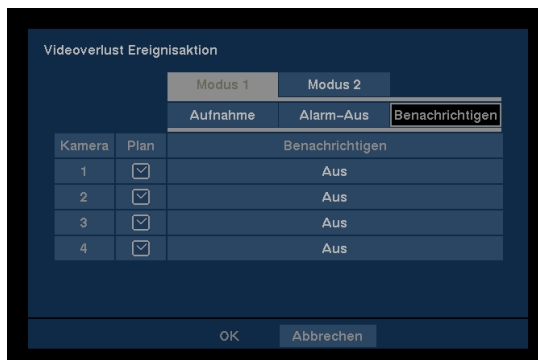 Videoverlust Ereignisaktion
Modus 1 Modus 2
Aufnahme Alarm-Aus Benachrichtigen
Kamera Plan Benachrichtigen
1 Aus
2 Aus
3 Aus
4 Aus
OK Abbrechen